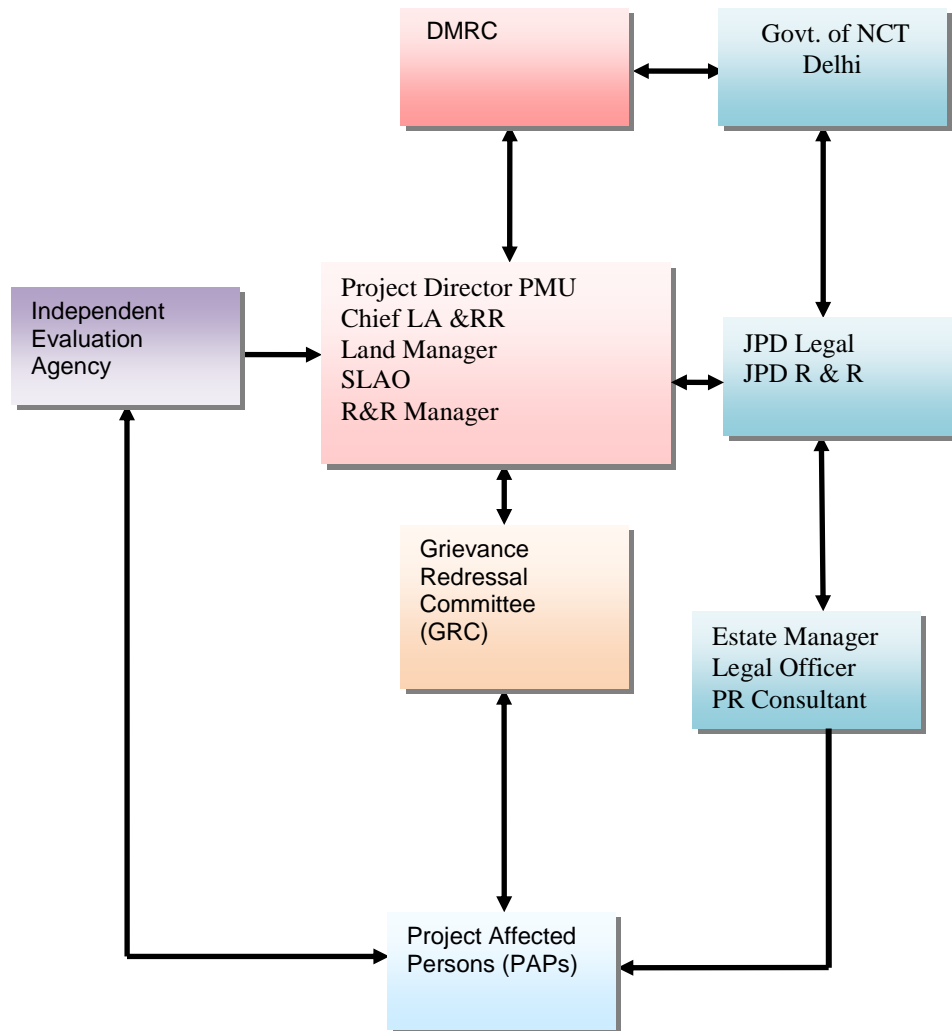 DMRC
Govt. of NCT
Delhi
Independent
Evaluation
Agency
Project Director PMU
Chief LA &RR
Land Manager
SLAO
R&R Manager
JPD Legal
JPD R & R
Grievance
Redressal
Committee
(GRC)
Estate Manager
Legal Officer
PR Consultant
Project Affected
Persons (PAPs)